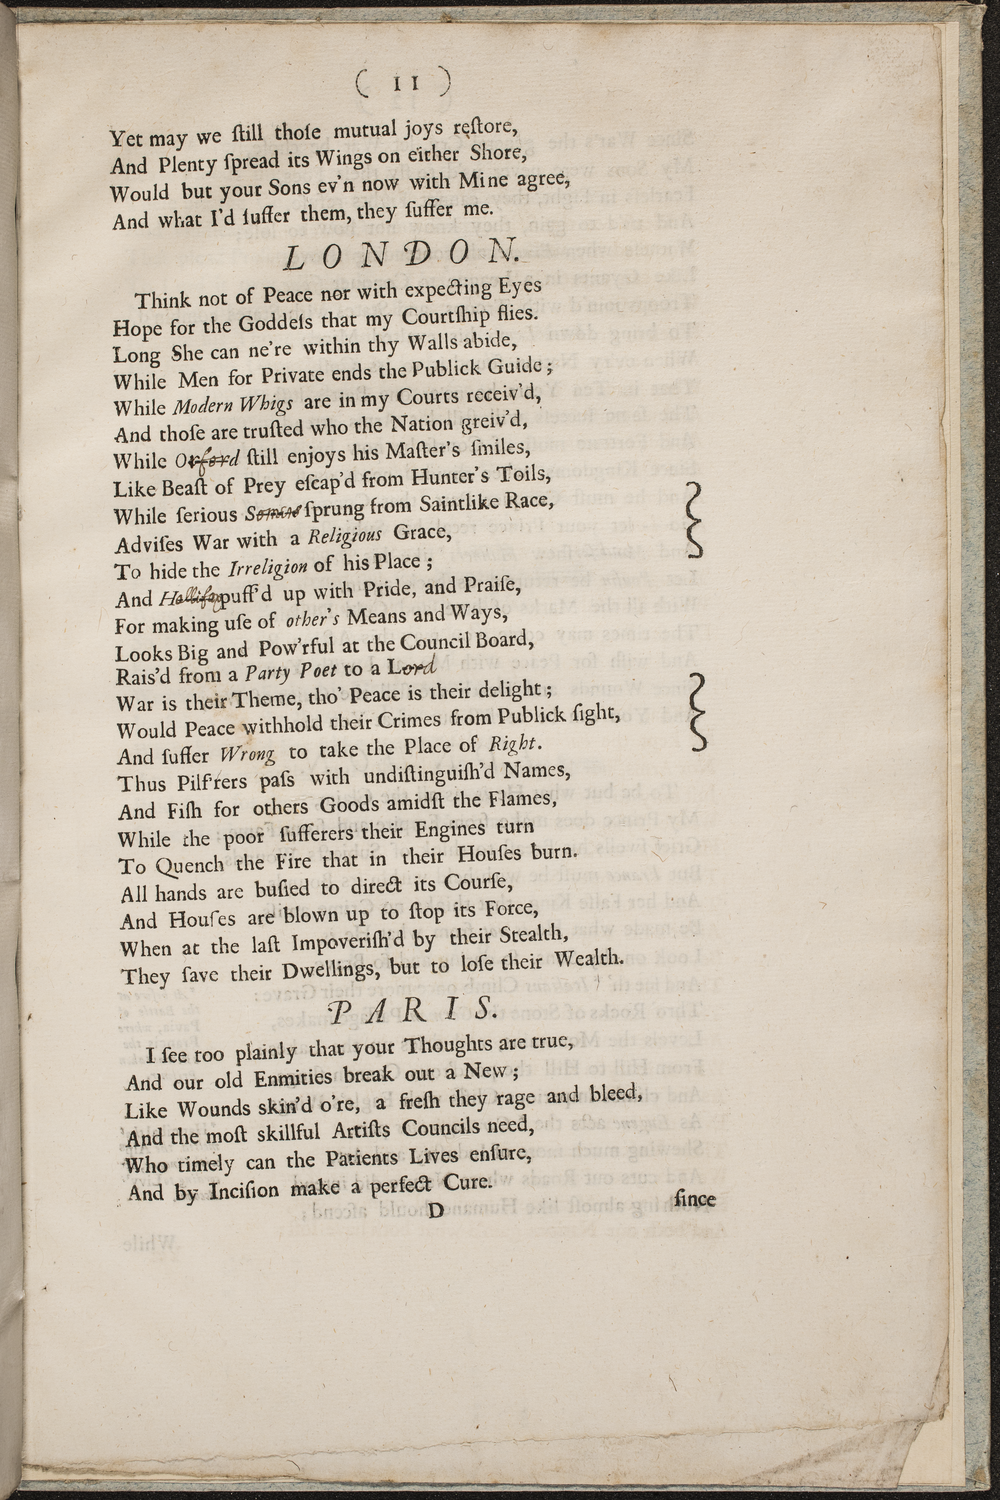 ( 11 )
Yet may we ſtill thoſe mutual joys reſtore,
And Plenty ſpread its Wings on either Shore,
Would but your Sons ev'n now with Mine agree,
And what I'd ſuffer them, they ſuffer me.
LONDON.
Think not of Peace nor with expecting Eyes
Hope for the Goddeſs that my Courtſhip flies.
Long She can ne're within thy Walls abide,
While Men for Private ends the Publick Guide;
While Modern Whigs are in my Courts receiv'd,
And thoſe are truſted who the Nation greiv'd,
While Orford ſtill enjoys his Maſter's ſmiles,
Like Beaſt of Prey eſcap'd from Hunter's Toils,
While ſerious Somers ſprung from Saintlike Race,
Adviſes War with a Religious Grace,
To hide the Irreligion of his Place;
And Hallifax puff'd up with Pride, and Praiſe,
For making uſe of other's Means and Ways,
Looks Big and Pow'rful at the Council Board,
Rais'd from a Party Poet to a Lord
War is their Theme, tho' Peace is their delight;
Would Peace withhold their Crimes from Publick ſight,
And ſuffer Wrong to take the Place of Right.
Thus Pilf'rers paſs with undiſtinguiſh'd Names,
And Fiſh for others Goods amidſt the Flames,
While the poor ſufferers their Engines turn
To Quench the Fire that in their Houſes burn.
All hands are buſied to direct its Courſe,
And Houſes are blown up to ſtop its Force,
When at the laſt Impoveriſh'd by their Stealth,
They ſave their Dwellings, but to loſe their Wealth.
PARIS.
I ſee too plainly that your Thoughts are true,
And our old Enmities break out a New;
Like Wounds skin'd o're, a freſh they rage and bleed,
And the moſt skillful Artiſts Councils need,
Who timely can the Patients Lives enſure,
And by Inciſion make a perfect Cure.
D
ſince